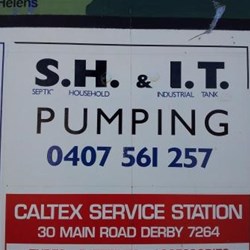 Helens
S.H. & I.T.
SEPTIC HOUSEHOLD INDUSTRIAL TANK
PUMPING
0407 561 257
CALTEX SERVICE STATION
30 MAIN ROAD DERBY 7264